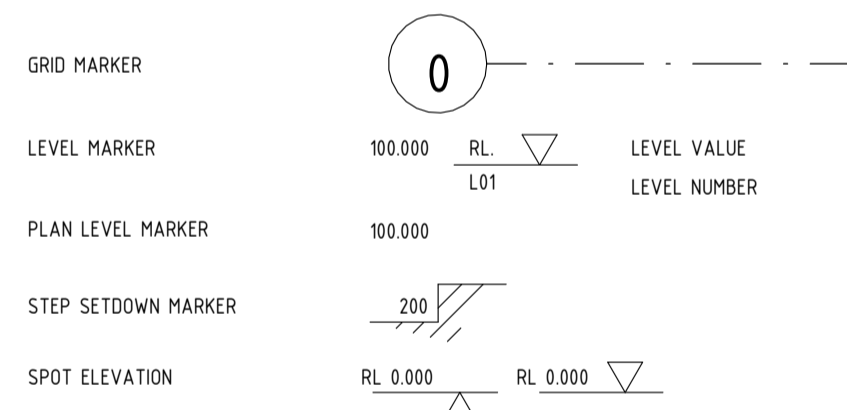 GRID MARKER 0
LEVEL MARKER 100.000 RL. LEVEL VALUE
L01 LEVEL NUMBER
PLAN LEVEL MARKER 100.000
STEP SETDOWN MARKER 200
SPOT ELEVATION RL 0.000 RL 0.000